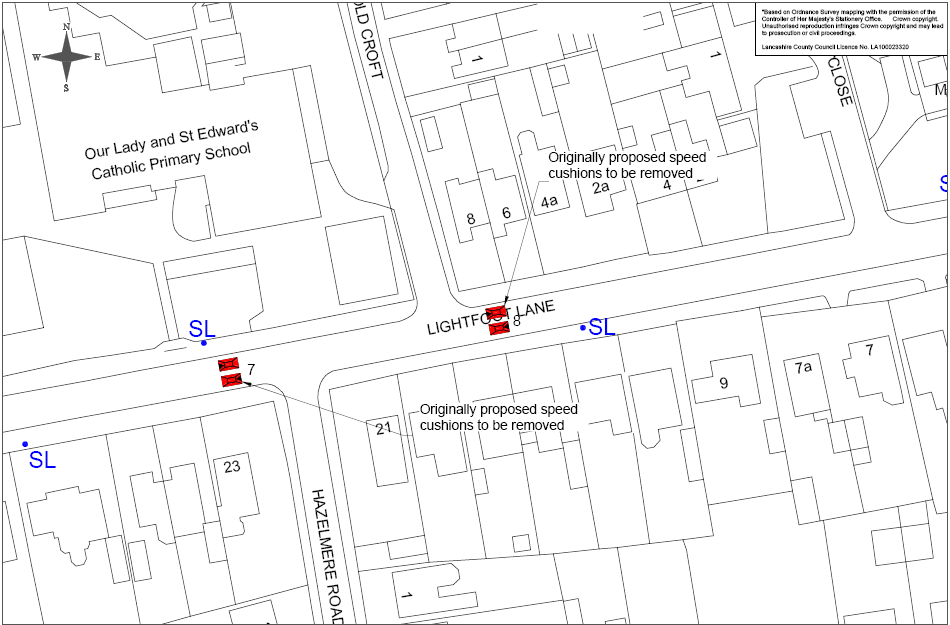 "Based on Ordnance Survey mapping with the permission of the
Controller of Her Majesty's Stationery Office. Crown copyright.
Unauthorised reproduction infringes Crown copyright and may lead
to prosecution or civil proceedings.
Lancashire County Council Licence No. LA100023320
N
W E
S
OLD CROFT
1
1
CLOSE
M
Our Lady and St Edward's
Catholic Primary School
Originally proposed speed
cushions to be removed
8
6
4a
2a
4
S
LIGHTFOOT LANE
8
SL
SL
7
Originally proposed speed
cushions to be removed
21
9
7a
7
SL
23
HAZELMERE ROAD
1